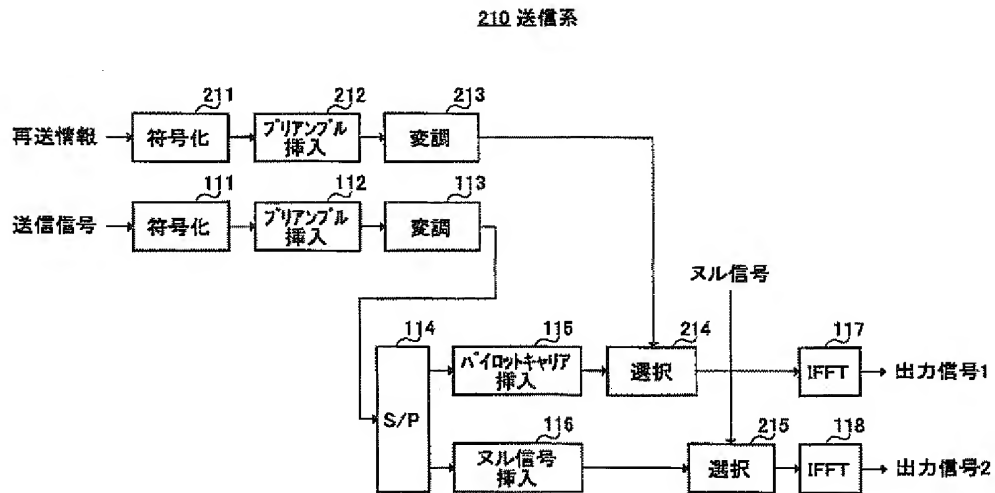 210 送信系
211
212
213
再送情報
符号化
プリアンブル
挿入
変調
111
112
113
送信信号
符号化
プリアンブル
挿入
変調
ヌル信号
114
115
214
117
S/P
パイロットキャリア
挿入
選択
IFFT
出力信号1
116
215
118
ヌル信号
挿入
選択
IFFT
出力信号2